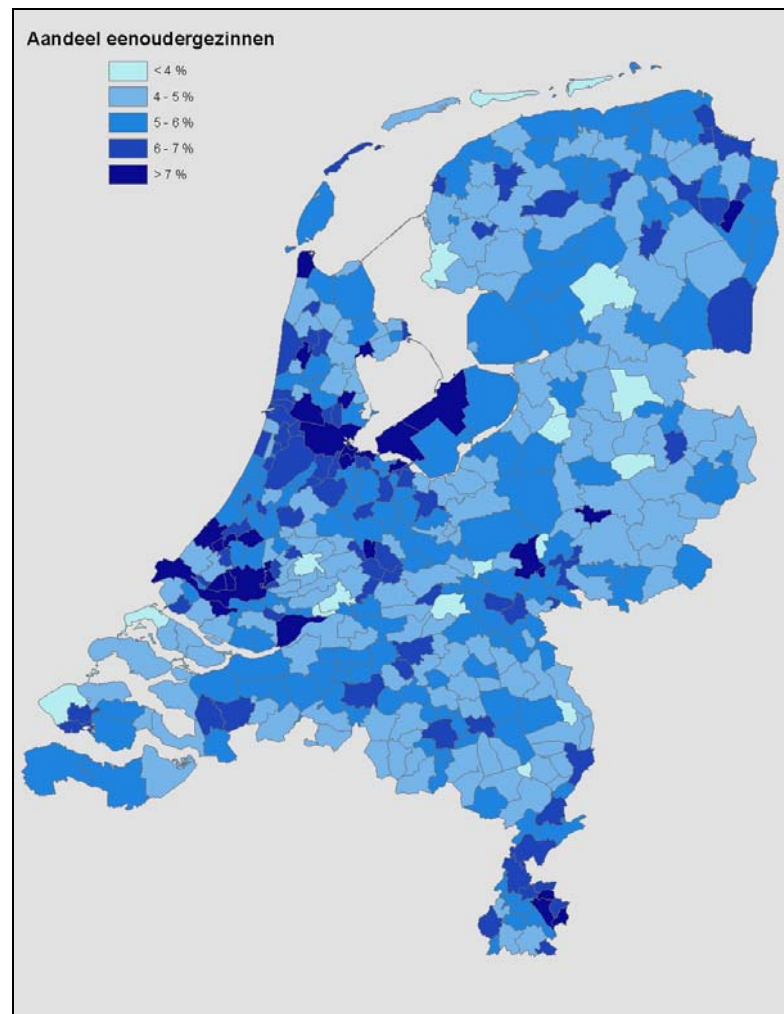 Aandeel eenoudergezinnen
< 4 %
4 - 5 %
5 - 6 %
6 - 7 %
> 7 %